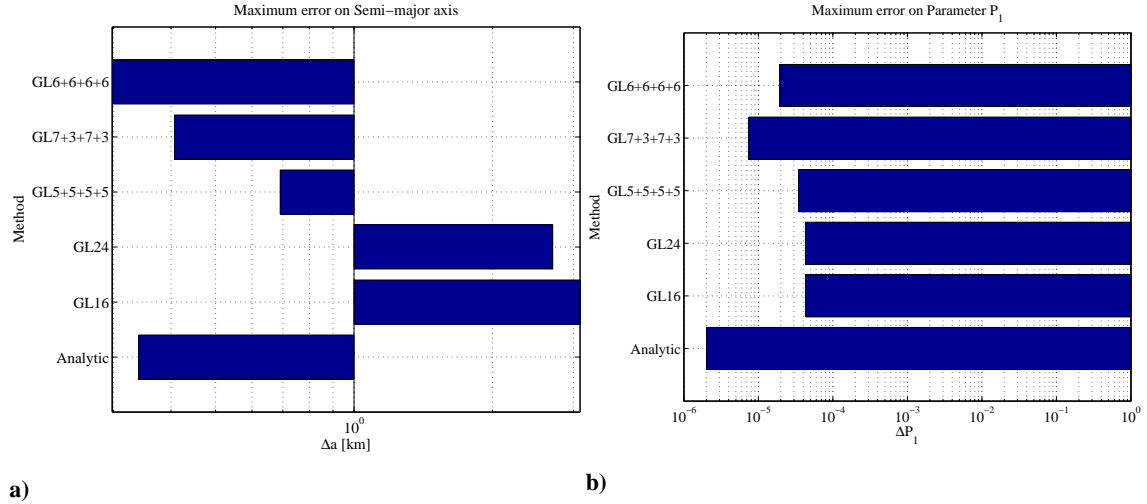 Maximum error on Semi−major axis
GL6+6+6+6
GL7+3+7+3
GL5+5+5+5
GL24
GL16
Analytic
Method
10^0
Δa [km]
a)
Maximum error on Parameter P_1
GL6+6+6+6
GL7+3+7+3
GL5+5+5+5
GL24
GL16
Analytic
Method
10^−6 10^−5 10^−4 10^−3 10^−2 10^−1 10^0
ΔP_1
b)